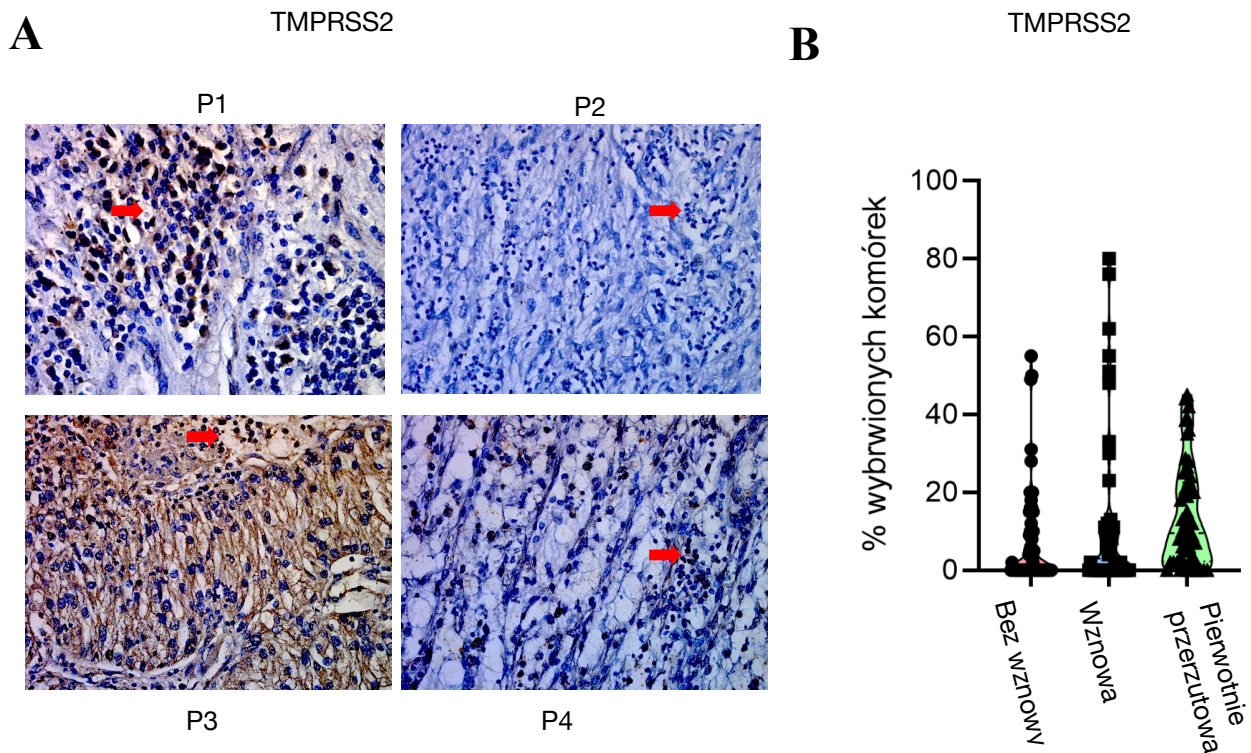 A
TMPRSS2
P1
P2
P3
P4
B
TMPRSS2
% wybrwionych komórek
100
80
60
40
20
0
Bez wznowy
Wznowa
Pierwotnie
przerzutowa